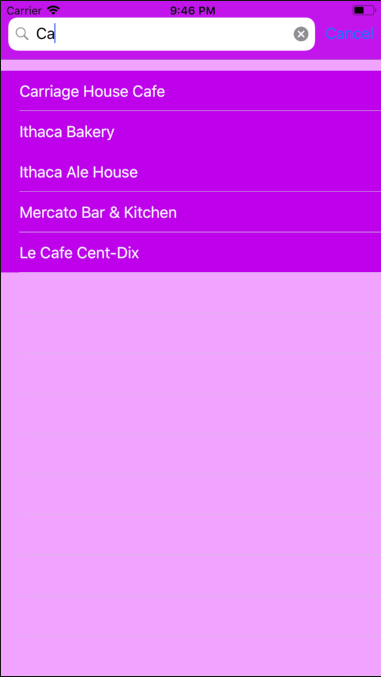 Carrier 9:46 PM
Ca Cancel
Carriage House Cafe
Ithaca Bakery
Ithaca Ale House
Mercato Bar & Kitchen
Le Cafe Cent-Dix